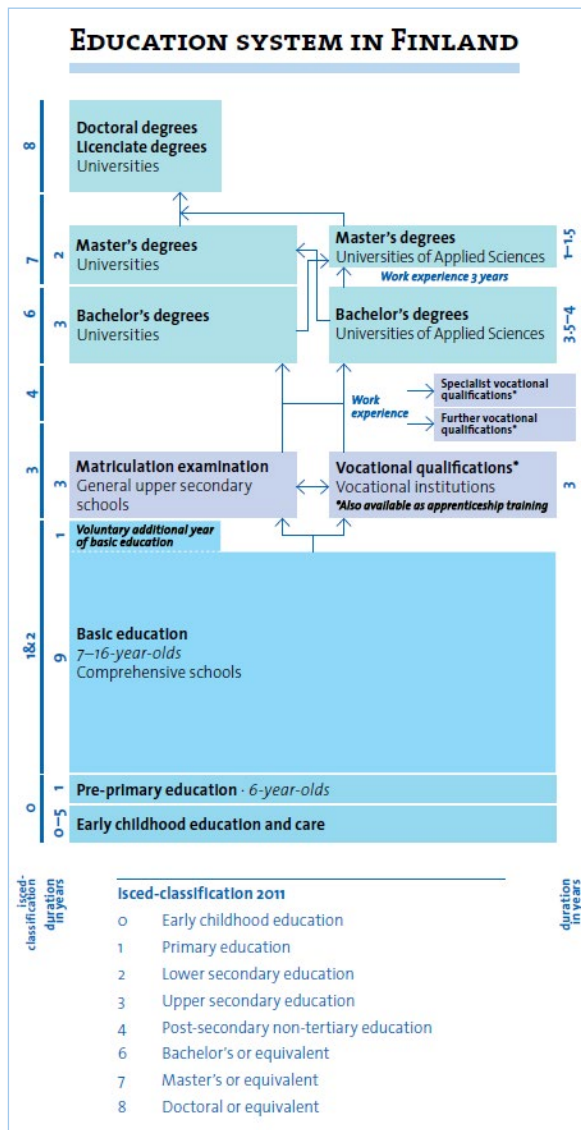 Education system in Finland
Doctoral degrees
Licenciate degrees
Universities
8
Master's degrees
Universities
7
2
Master's degrees
Universities of Applied Sciences
1–1.5
Work experience 3 years
Bachelor's degrees
Universities
6
3
Bachelor's degrees
Universities of Applied Sciences
3.5–4
4
Work
experience
Specialist vocational
qualifications*
Further vocational
qualifications*
Matriculation examination
General upper secondary
schools
3
3
Vocational qualifications*
Vocational institutions
*Also available as apprenticeship training
3
Voluntary additional year
of basic education
1
Basic education
7–16-year-olds
Comprehensive schools
1&2
9
Pre-primary education · 6-year-olds
1
0
Early childhood education and care
0–5
isced-
classification
duration
in years
duration
in years
Isced-classification 2011
0 Early childhood education
1 Primary education
2 Lower secondary education
3 Upper secondary education
4 Post-secondary non-tertiary education
6 Bachelor's or equivalent
7 Master's or equivalent
8 Doctoral or equivalent